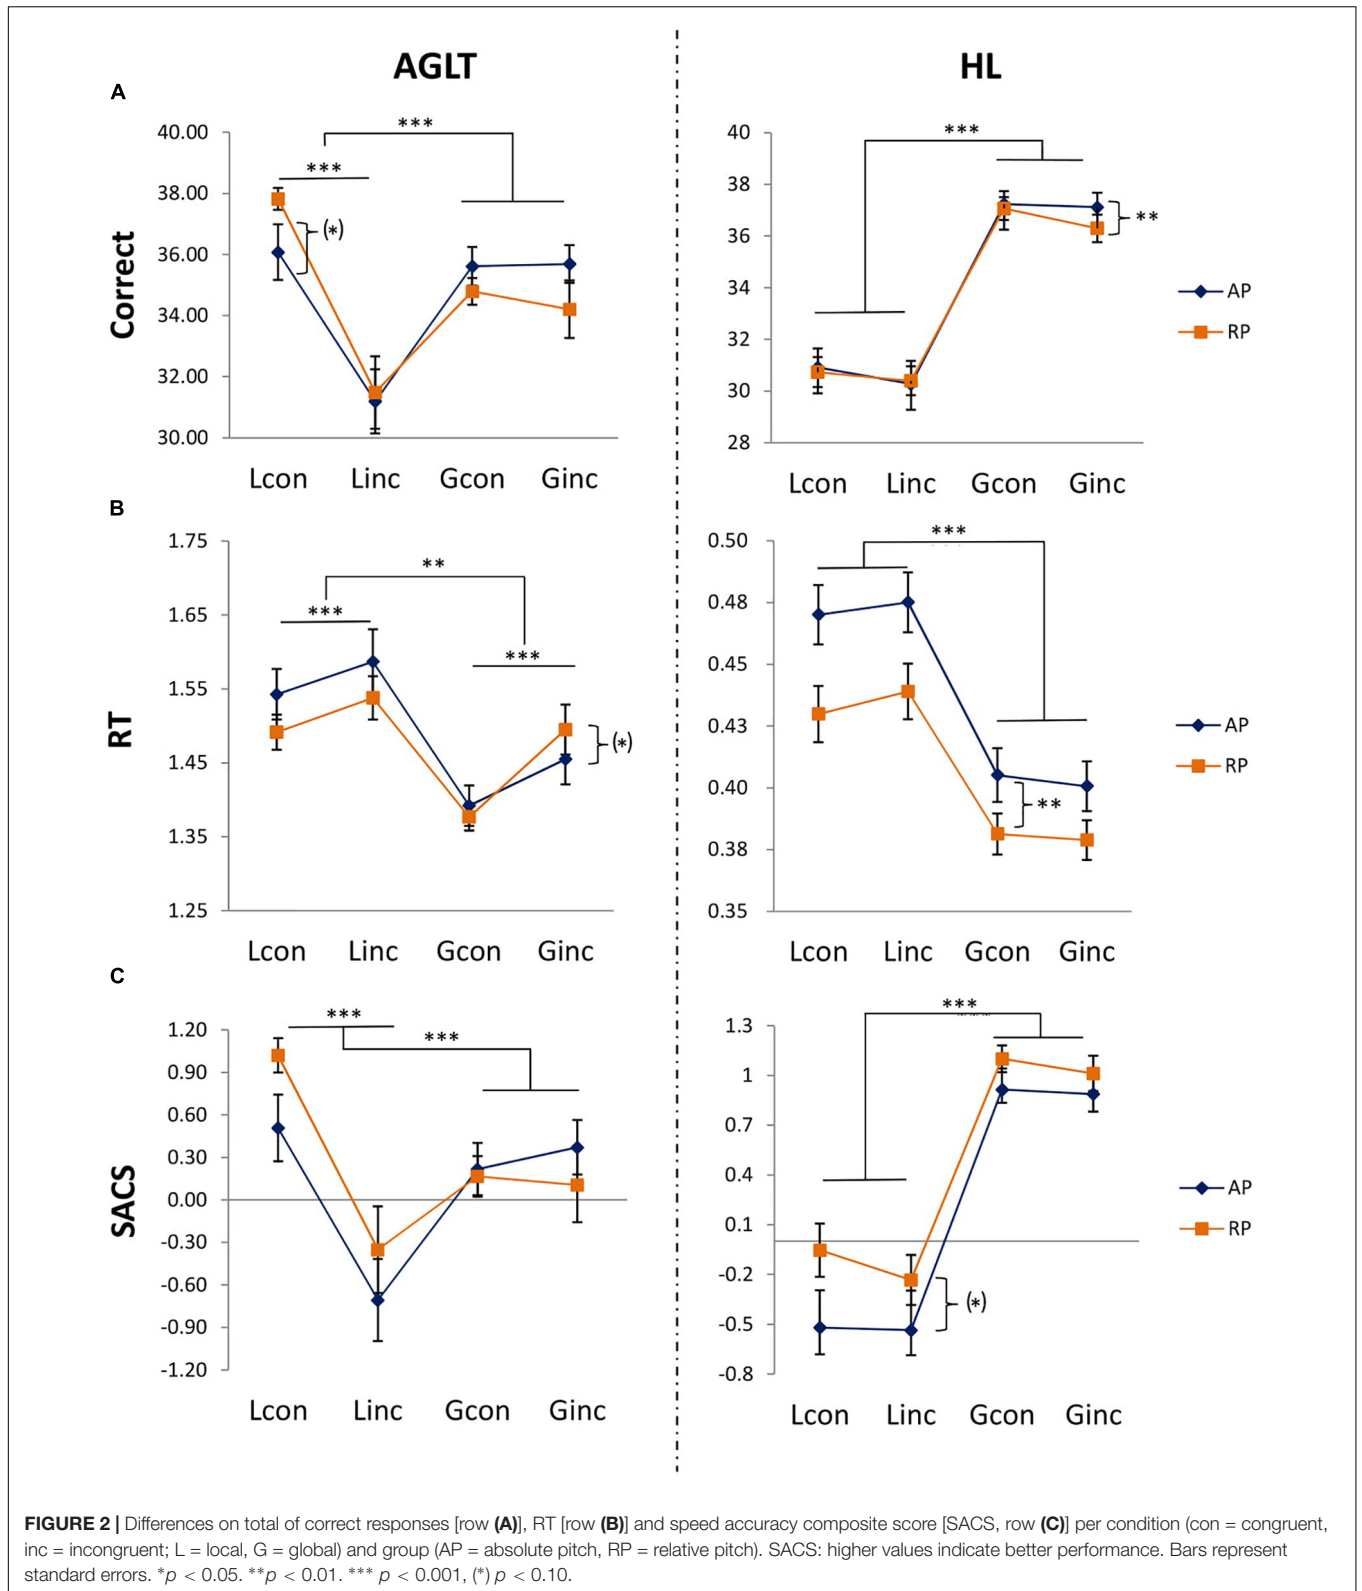 AGLT
HL
A
Correct
40.00
38.00
36.00
34.00
32.00
30.00
***
***
(*)
Lcon Linc Gcon Ginc
40
38
36
34
32
30
28
***
**
AP
RP
Lcon Linc Gcon Ginc
B
RT
1.75
1.65
1.55
1.45
1.35
1.25
**
***
***
(*)
Lcon Linc Gcon Ginc
0.50
0.48
0.45
0.43
0.40
0.38
0.35
***
**
AP
RP
Lcon Linc Gcon Ginc
C
SACS
1.20
0.90
0.60
0.30
0.00
-0.30
-0.60
-0.90
-1.20
***
***
Lcon Linc Gcon Ginc
1.3
1
0.7
0.4
0.1
-0.2
-0.5
-0.8
***
(*)
AP
RP
Lcon Linc Gcon Ginc
FIGURE 2 | Differences on total of correct responses [row (A)], RT [row (B)] and speed accuracy composite score [SACS, row (C)] per condition (con = congruent,
inc = incongruent; L = local, G = global) and group (AP = absolute pitch, RP = relative pitch). SACS: higher values indicate better performance. Bars represent
standard errors. *p < 0.05. **p < 0.01. *** p < 0.001, (*) p < 0.10.